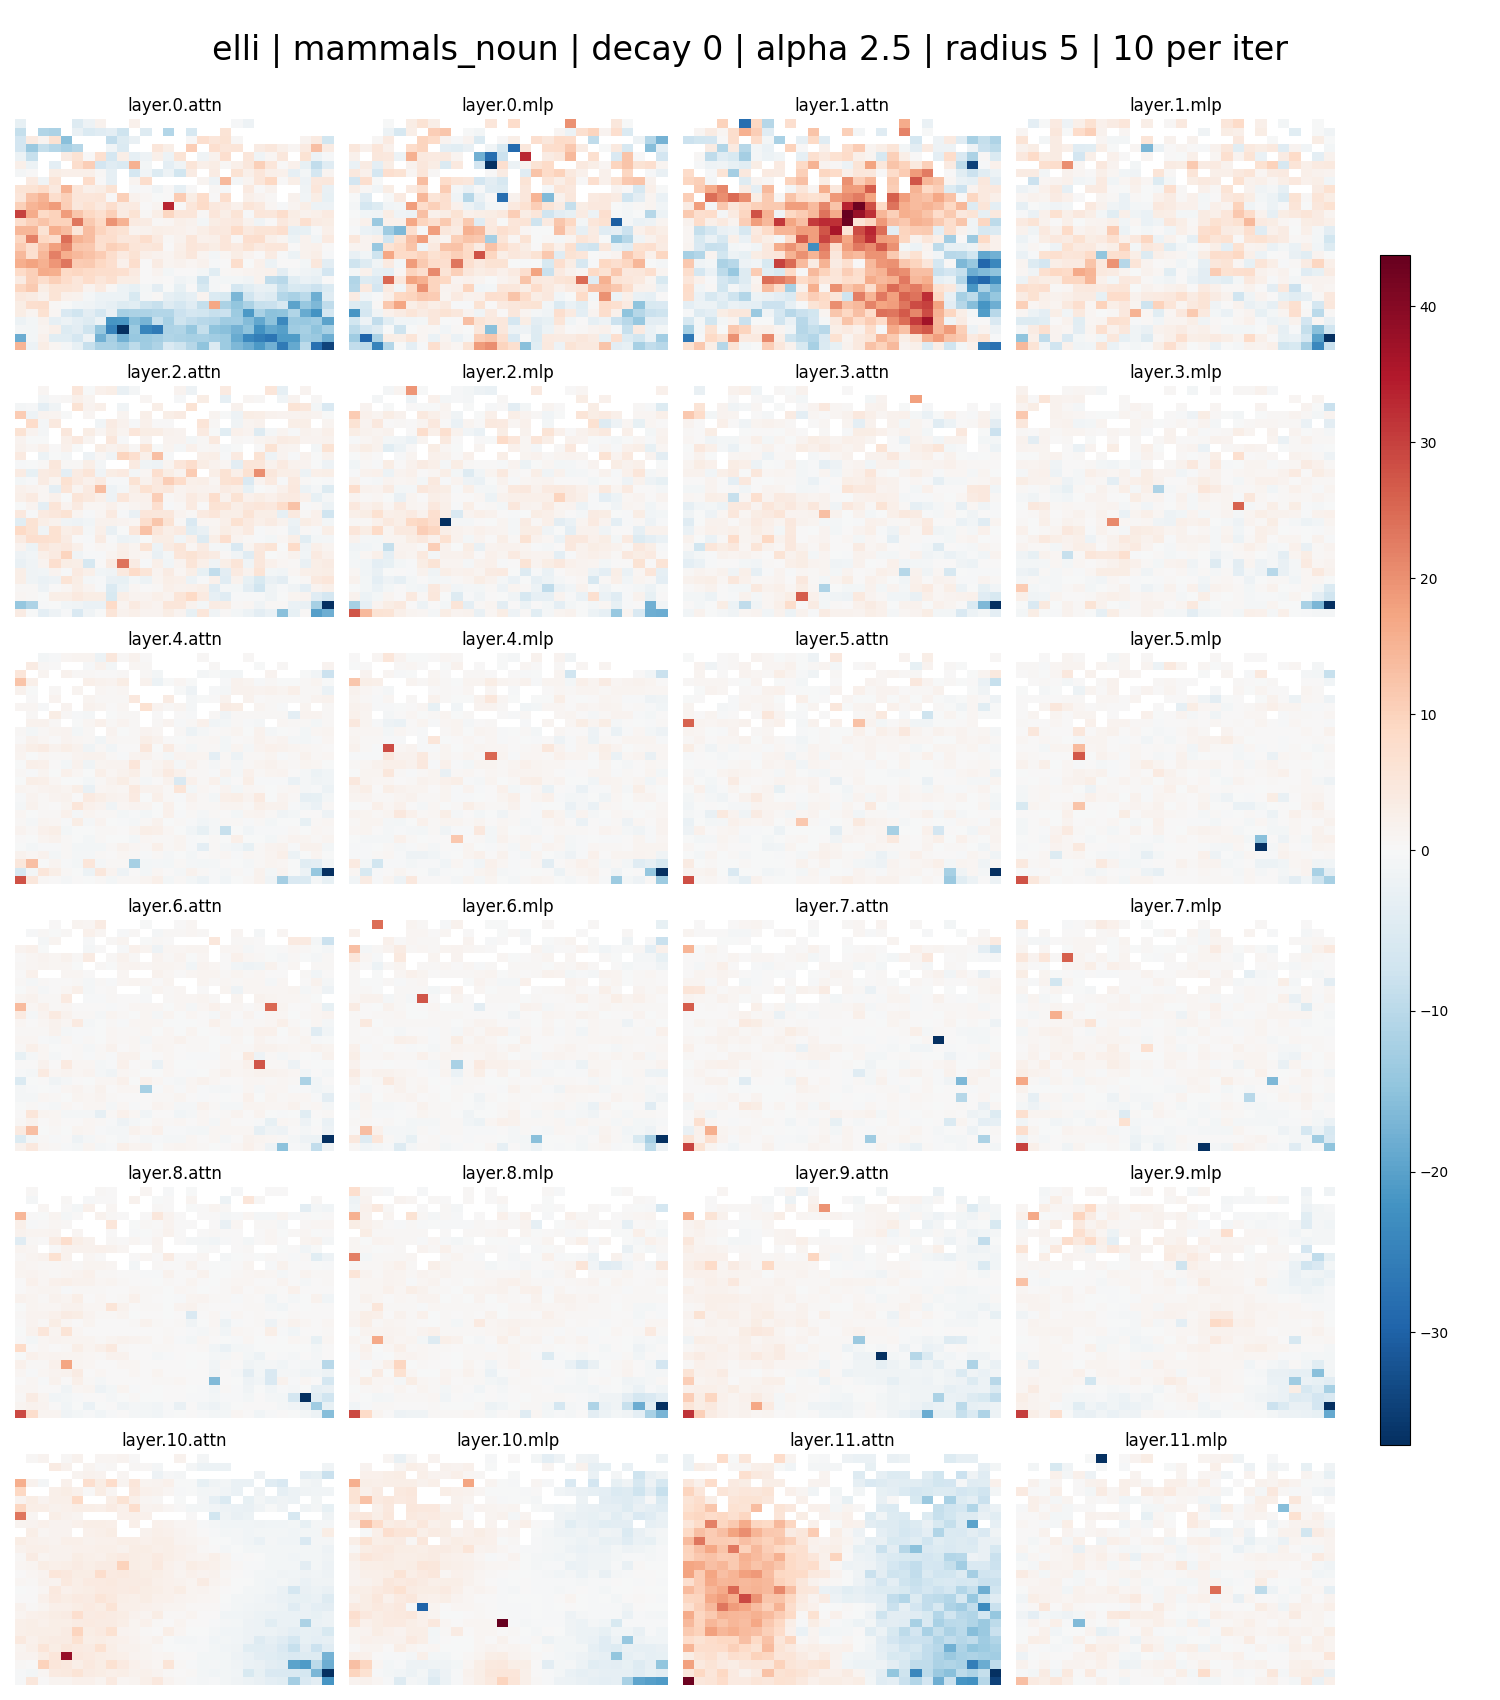 elli | mammals_noun | decay 0 | alpha 2.5 | radius 5 | 10 per iter
layer.0.attn layer.0.mlp layer.1.attn layer.1.mlp
layer.2.attn layer.2.mlp layer.3.attn layer.3.mlp
layer.4.attn layer.4.mlp layer.5.attn layer.5.mlp
layer.6.attn layer.6.mlp layer.7.attn layer.7.mlp
layer.8.attn layer.8.mlp layer.9.attn layer.9.mlp
layer.10.attn layer.10.mlp layer.11.attn layer.11.mlp
40
30
20
10
0
−10
−20
−30